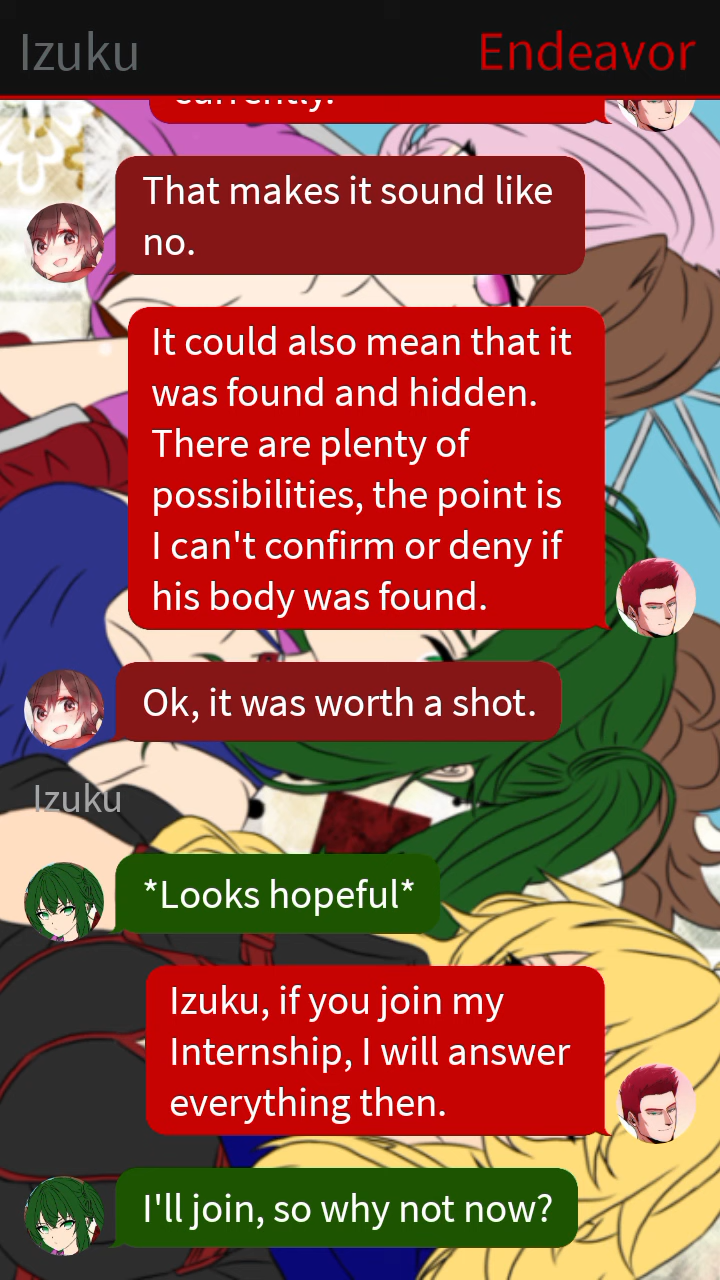 Izuku
Endeavor
currently.
That makes it sound like
no.
It could also mean that it
was found and hidden.
There are plenty of
possibilities, the point is
I can't confirm or deny if
his body was found.
Ok, it was worth a shot.
Izuku
*Looks hopeful*
Izuku, if you join my
Internship, I will answer
everything then.
I'll join, so why not now?